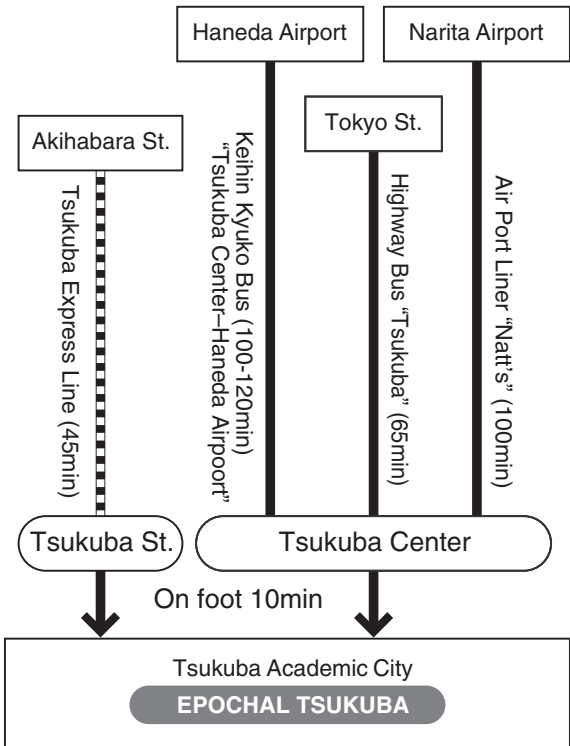 Haneda Airport
Narita Airport
Tokyo St.
Akihabara St.
Tsukuba Express Line (45min)
Keihin Kyuko Bus (100-120min)
“Tsukuba Center–Haneda Airpoort”
Highway Bus “Tsukuba” (65min)
Air Port Liner “Natt's” (100min)
Tsukuba St.
Tsukuba Center
On foot 10min
Tsukuba Academic City
EPOCHAL TSUKUBA